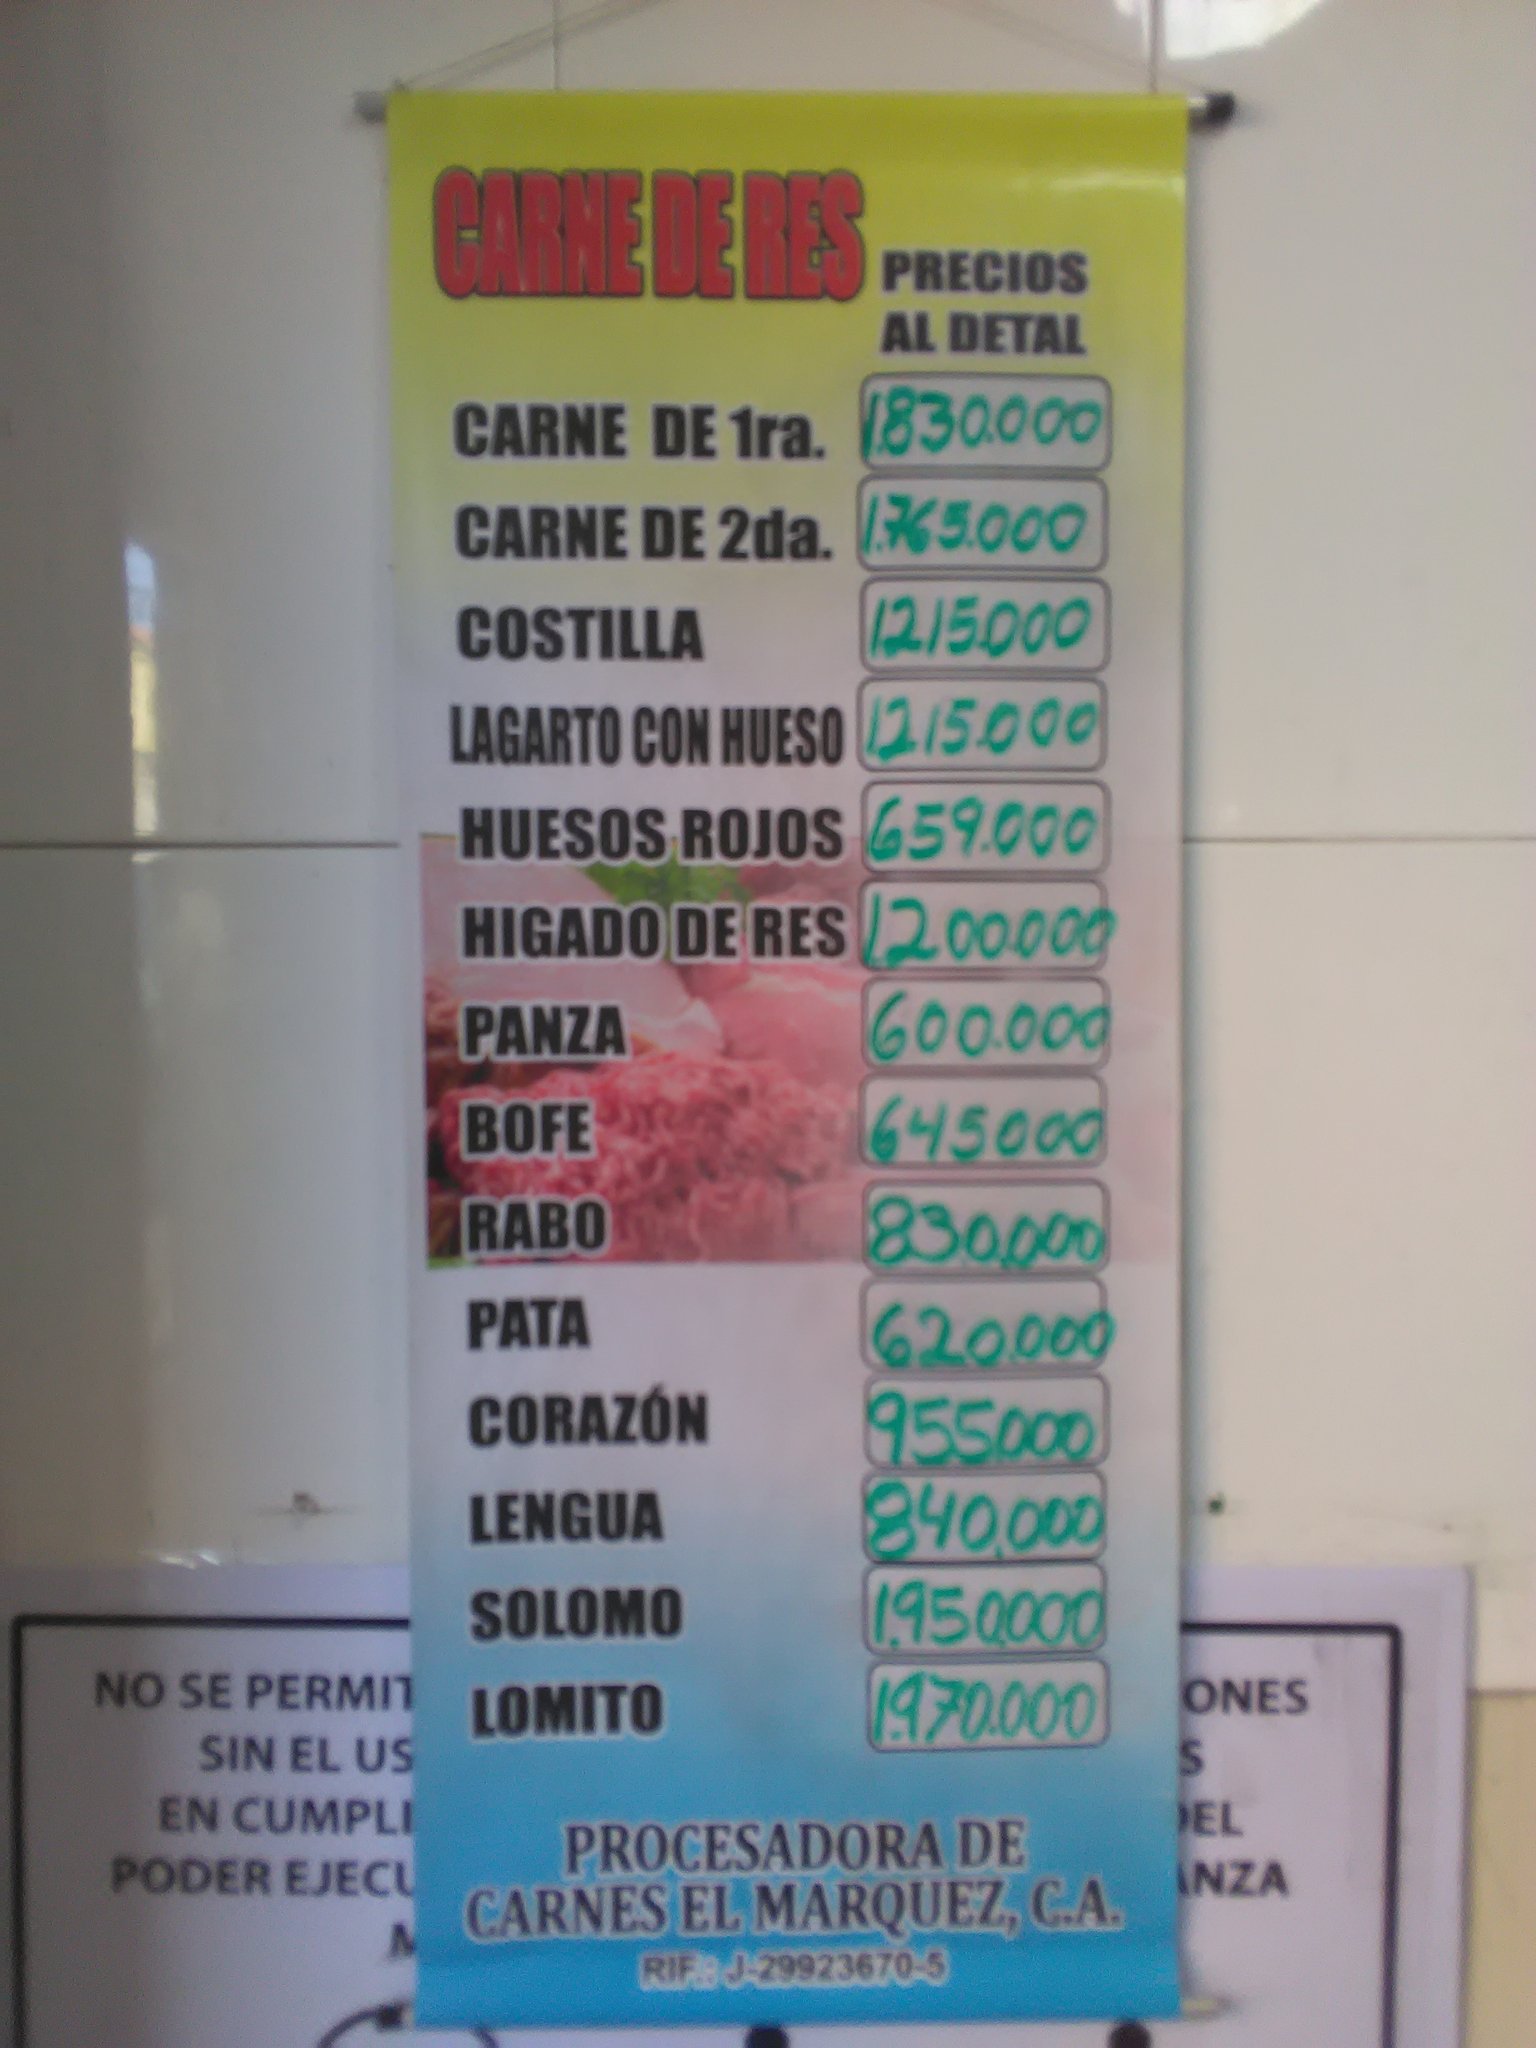 CARNE DE RES
PRECIOS
AL DETAL
CARNE DE 1ra. 1.830.000
CARNE DE 2da. 1.765.000
COSTILLA 1215.000
LAGARTO CON HUESO 1215.000
HUESOS ROJOS 659.000
HIGADO DE RES 1.200.000
PANZA 600.000
BOFE 645000
RABO 830,000
PATA 620.000
CORAZÓN 955,000
LENGUA 840,000
SOLOMO 1.950.000
LOMITO 1.970.000
PROCESADORA DE
CARNES EL MARQUEZ, C.A.
RIF.: J-29923670-5
NO SE PERMIT ONES
SIN EL US S
EN CUMPLI DEL
PODER EJECU ANZA
M